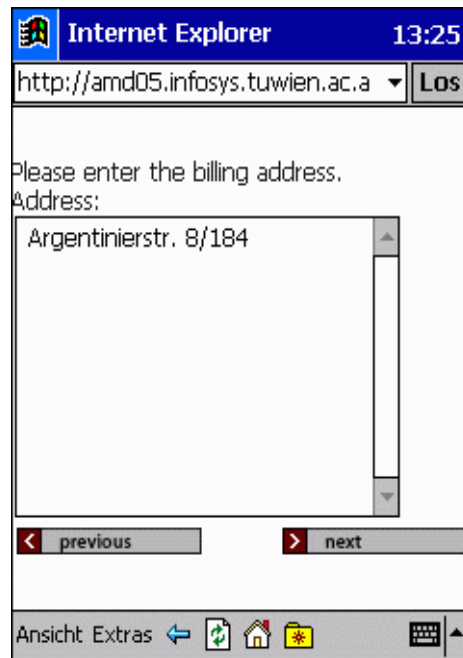 Internet Explorer 13:25
http://amd05.infosys.tuwien.ac.a Los
Please enter the billing address.
Address:
Argentinierstr. 8/184
previous next
Ansicht Extras